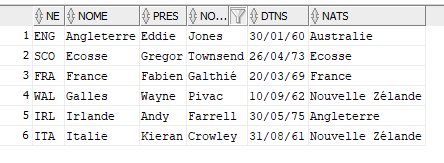 NE NOME PRES NO... DTNS NATS
1 ENG Angleterre Eddie Jones 30/01/60 Australie
2 SCO Ecosse Gregor Townsend 26/04/73 Ecosse
3 FRA France Fabien Galthié 20/03/69 France
4 WAL Galles Wayne Pivac 10/09/62 Nouvelle Zélande
5 IRL Irlande Andy Farrell 30/05/75 Angleterre
6 ITA Italie Kieran Crowley 31/08/61 Nouvelle Zélande